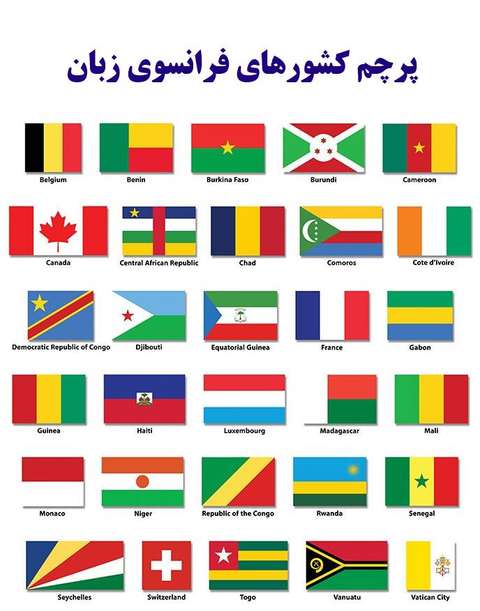 پرچم کشورهای فرانسوی زبان
Belgium Benin Burkina Faso Burundi Cameroon
Canada Central African Republic Chad Comoros Cote d'Ivoire
Democratic Republic of Congo Djibouti Equatorial Guinea France Gabon
Guinea Haiti Luxembourg Madagascar Mali
Monaco Niger Republic of the Congo Rwanda Senegal
Seychelles Switzerland Togo Vanuatu Vatican City